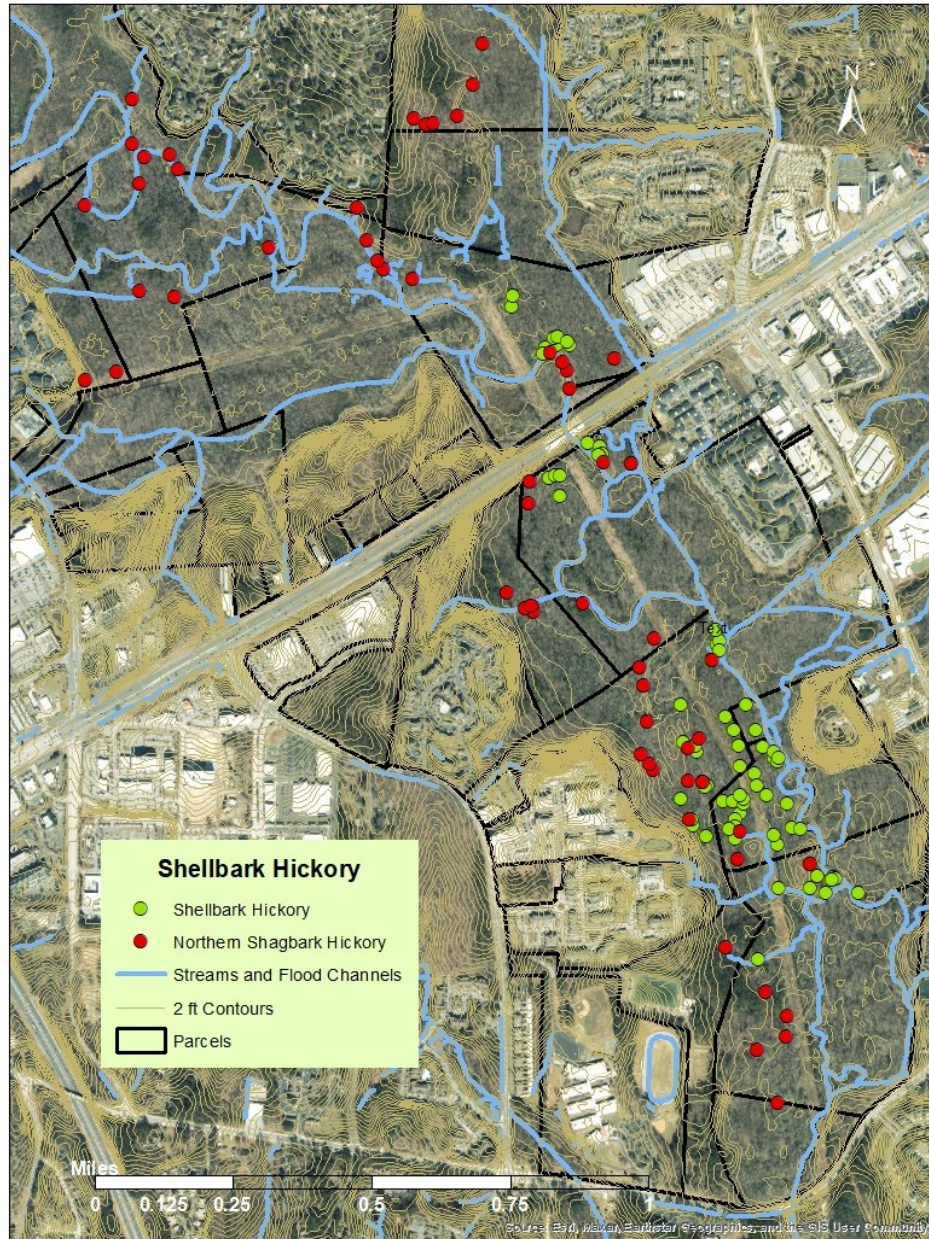 N
Text
Shellbark Hickory
Shellbark Hickory
Northern Shagbark Hickory
Streams and Flood Channels
2 ft Contours
Parcels
Miles
0 0.125 0.25 0.5 0.75 1
Source: Esri, Maxar, Earthstar Geographics, and the GIS User Community